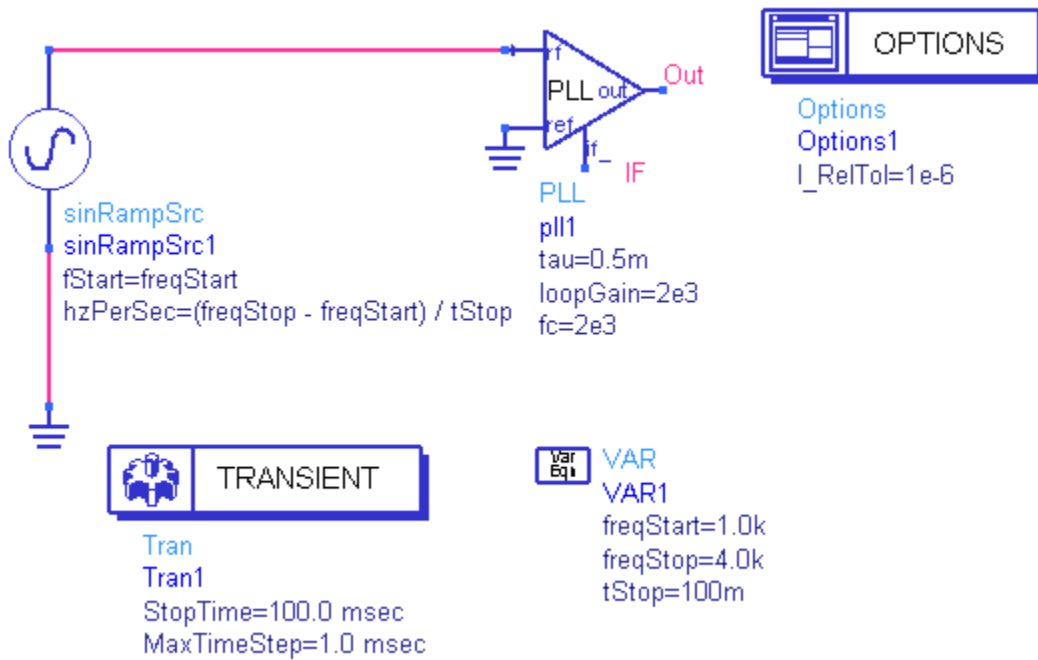 rf
PLL
out
ref
if_
Out
IF
OPTIONS
Options
Options1
I_RelTol=1e-6
PLL
pll1
tau=0.5m
loopGain=2e3
fc=2e3
sinRampSrc
sinRampSrc1
fStart=freqStart
hzPerSec=(freqStop - freqStart) / tStop
TRANSIENT
Tran
Tran1
StopTime=100.0 msec
MaxTimeStep=1.0 msec
Var
Eqn
VAR
VAR1
freqStart=1.0k
freqStop=4.0k
tStop=100m